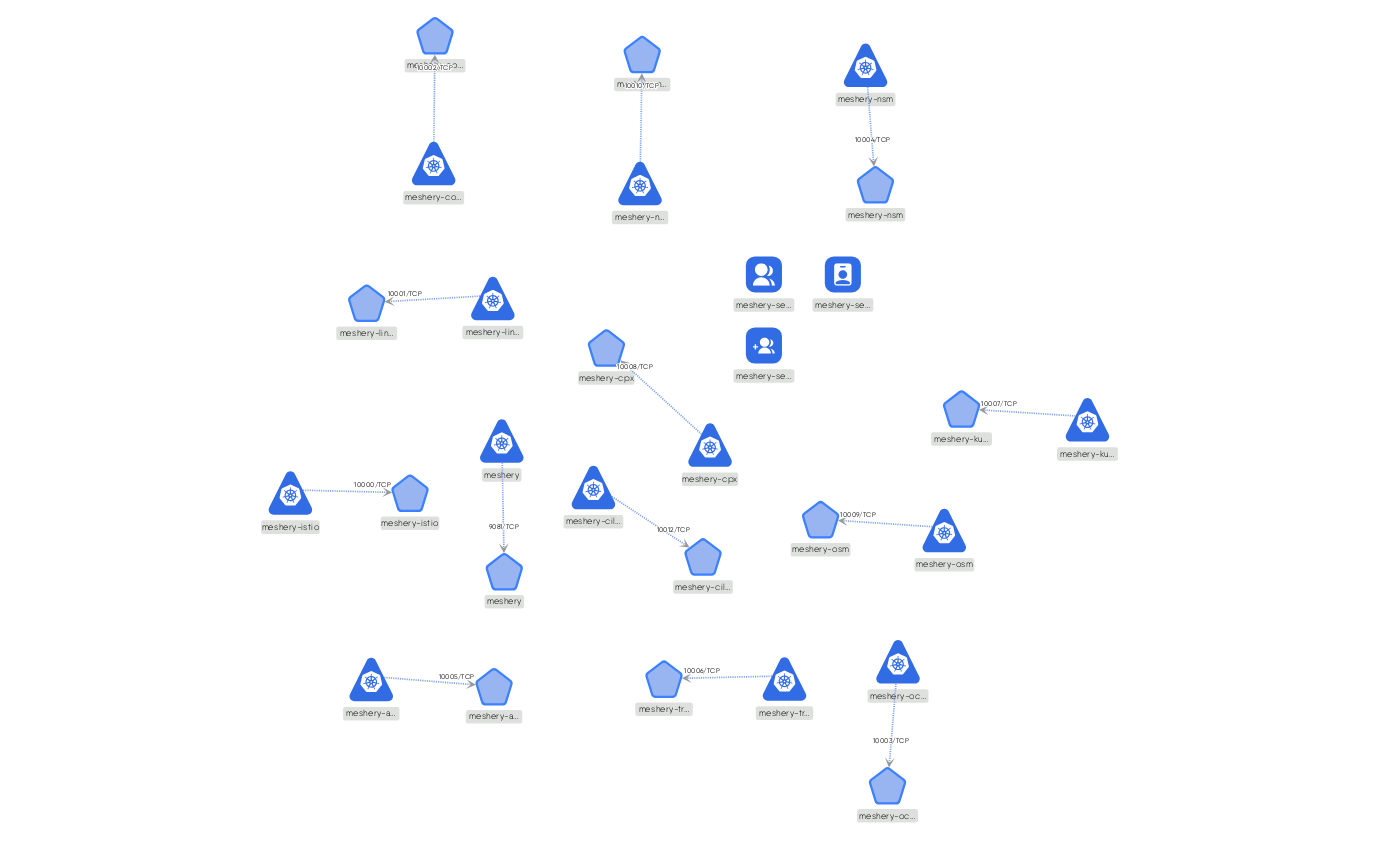 10002/TCP
meshery-co...
10010/TCP
meshery-n...
meshery-nsm
10004/TCP
meshery-nsm
meshery-se...
meshery-se...
meshery-se...
10001/TCP
meshery-lin...
meshery-lin...
10008/TCP
meshery-cpx
meshery-cpx
10007/TCP
meshery-ku...
meshery-ku...
meshery
9081/TCP
meshery
10000/TCP
meshery-istio
meshery-istio
meshery-cil...
10012/TCP
meshery-cil...
10009/TCP
meshery-osm
meshery-osm
10005/TCP
meshery-a...
meshery-a...
10006/TCP
meshery-tr...
meshery-tr...
meshery-oc...
10003/TCP
meshery-oc...